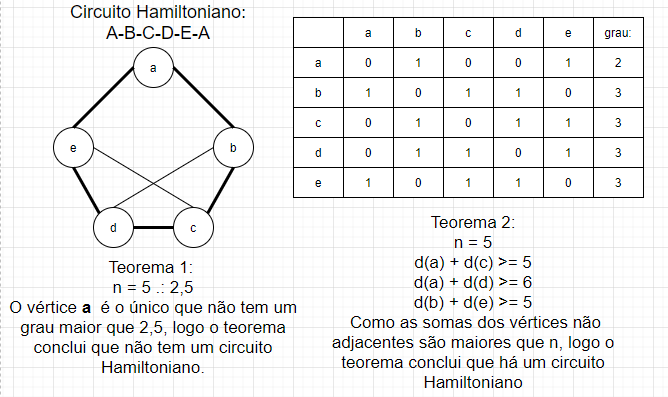 Circuito Hamiltoniano:
A-B-C-D-E-A
a
e
b
d
c
a b c d e grau:
a 0 1 0 0 1 2
b 1 0 1 1 0 3
c 0 1 0 1 1 3
d 0 1 1 0 1 3
e 1 0 1 1 0 3
Teorema 1:
n = 5 .: 2,5
O vértice a é o único que não tem um
grau maior que 2,5, logo o teorema
conclui que não tem um circuito
Hamiltoniano.
Teorema 2:
n = 5
d(a) + d(c) >= 5
d(a) + d(d) >= 6
d(b) + d(e) >= 5
Como as somas dos vértices não
adjacentes são maiores que n, logo o
teorema conclui que há um circuito
Hamiltoniano